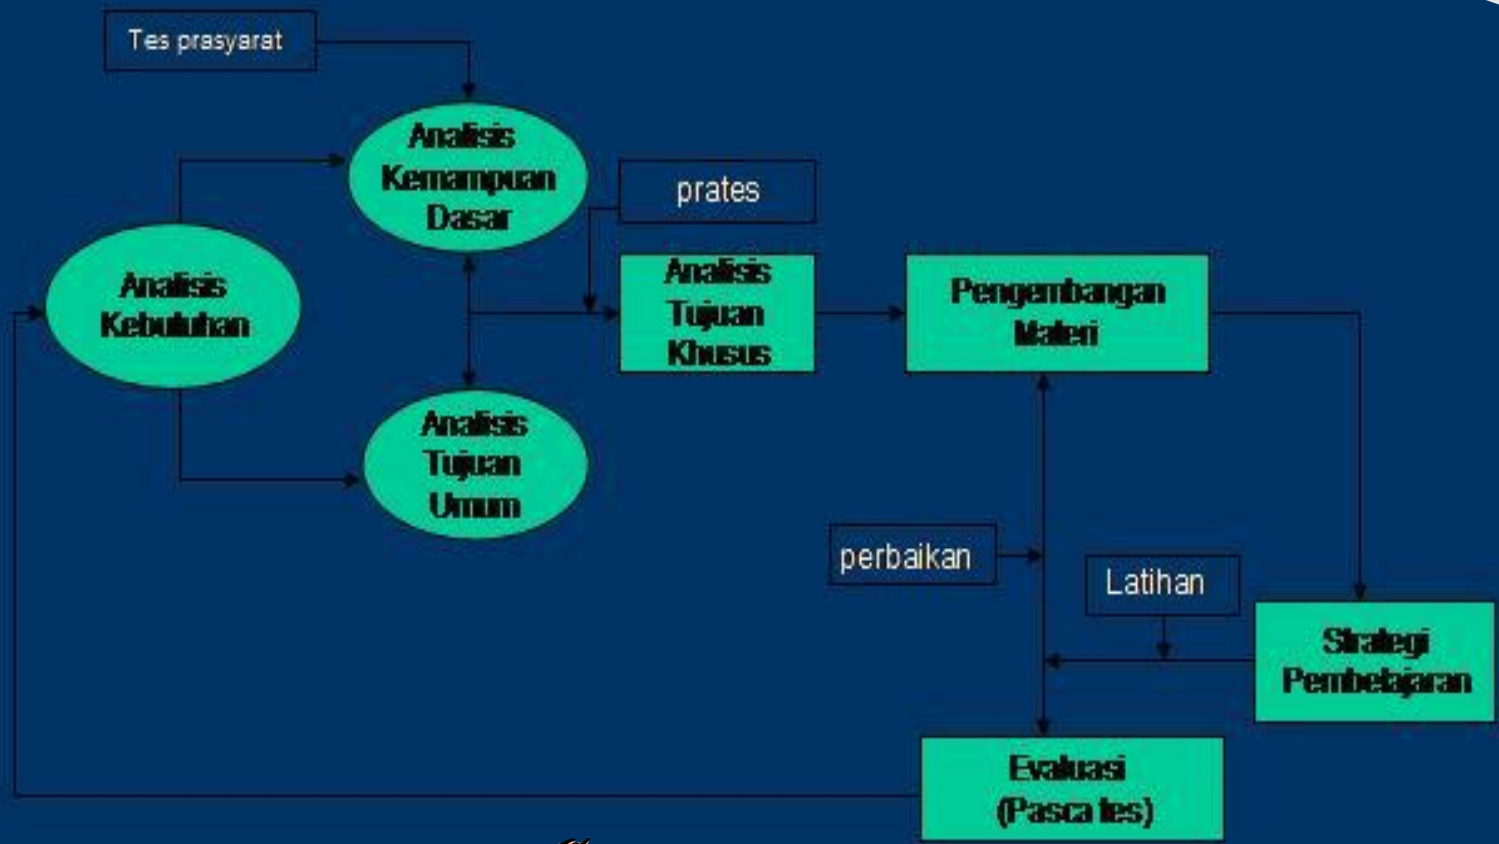 Tes prasyarat
Analisis
Kemampuan
Dasar
prates
Analisis
Kebutuhan
Analisis
Tujuan
Khusus
Pengembangan
Materi
Analisis
Tujuan
Umum
perbaikan
Latihan
Strategi
Pembelajaran
Evaluasi
(Pasca tes)